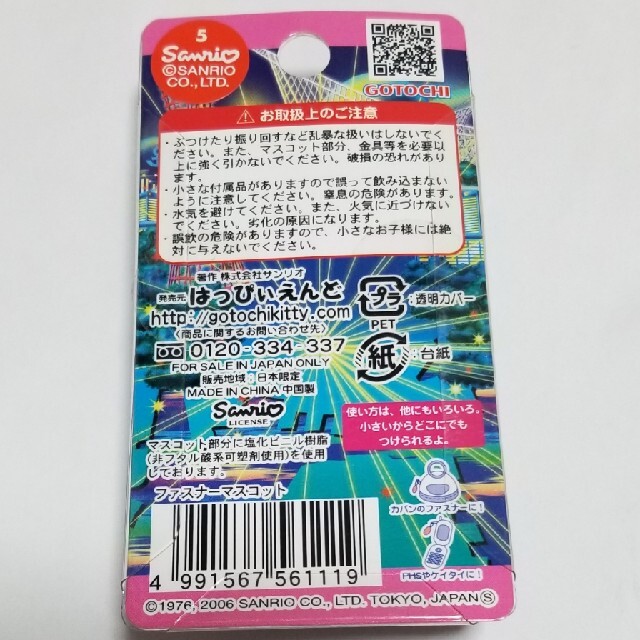 5
Sanrio
©SANRIO
CO., LTD.
GOTOCHI
お取扱上のご注意
・ぶつけたり振り回すなど乱暴な扱いはしないでく
ださい。また、マスコット部分、金具等を必要以
上に強く引かないでください。破損の恐れがあり
ます。
・小さな付属品がありますので誤って飲み込まない
ように注意してください。窒息の危険があります。
・水気を避けてください。また、火気に近づけない
でください。劣化の原因になります。
・誤飲の危険がありますので、小さなお子様には絶
対に与えないでください。
著作 株式会社サンリオ
発売元 はっぴぃえんど
http://gotochikitty.com
〈商品に関するお問い合わせ先〉
0120-334-337
FOR SALE IN JAPAN ONLY
販売地域：日本限定
MADE IN CHINA 中国製
Sanrio
LICENSE
プラ
：透明カバー
PET
紙
：台紙
マスコット部分に塩化ビニル樹脂
(非フタル酸系可塑剤使用)を使用
しております。
ファスナーマスコット
使い方は、他にもいろいろ。
小さいからどこにでも
つけられるよ。
カバンのファスナーに！
PHSやケイタイに！
4 991567 561119
©1976, 2006 SANRIO CO., LTD. TOKYO, JAPAN Ⓢ